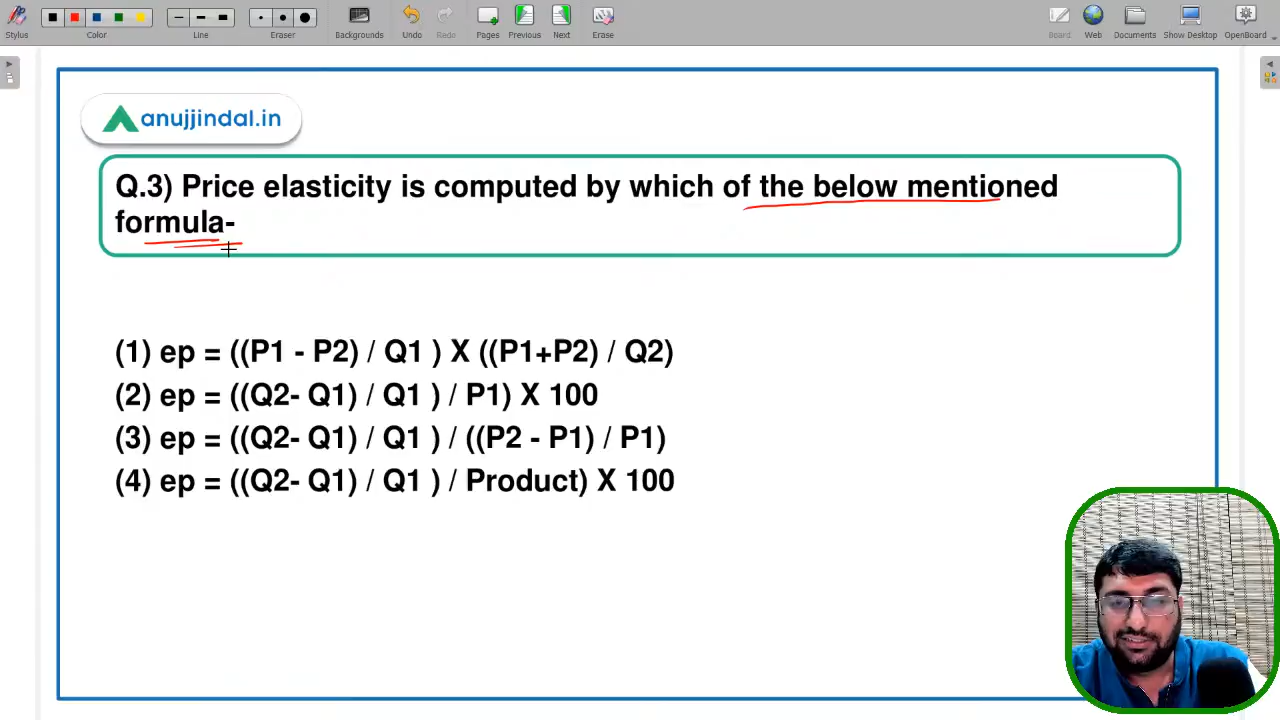 Stylus
Color
Line
Eraser
Backgrounds
Undo
Redo
Pages
Previous
Next
Erase
Board
Web
Documents
Show Desktop
OpenBoard
anujjindal.in
Q.3) Price elasticity is computed by which of the below mentioned
formula-
(1) ep = ((P1 - P2) / Q1 ) X ((P1+P2) / Q2)
(2) ep = ((Q2- Q1) / Q1 ) / P1) X 100
(3) ep = ((Q2- Q1) / Q1 ) / ((P2 - P1) / P1)
(4) ep = ((Q2- Q1) / Q1 ) / Product) X 100